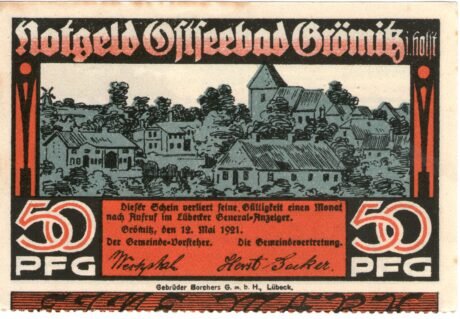 Notgeld Ostseebad Grömitz i. Holst
Dieser Schein verliert seine Gültigkeit einen Monat
nach Aufruf im Lübecker General-Anzeiger.
Grömitz, den 12. Mai 1921.
Der Gemeinde-Vorsteher. Die Gemeindevertretung.
Westphal
50 PFG
50 PFG
Gebrüder Borchers G. m. b. H., Lübeck.